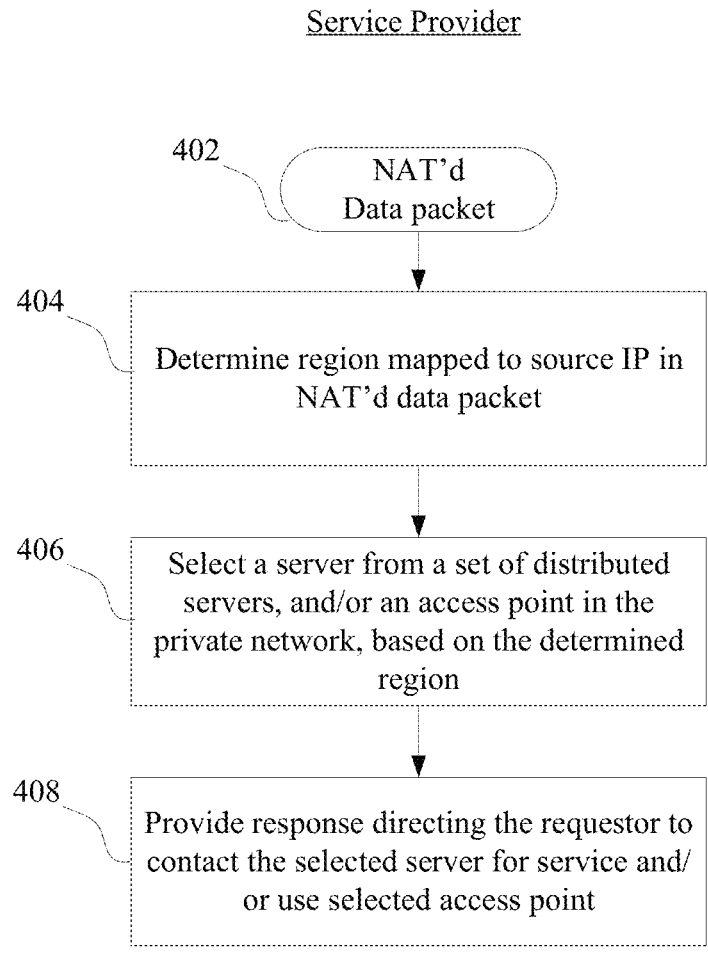 Service Provider
402
NAT'd
Data packet
404
Determine region mapped to source IP in
NAT'd data packet
406
Select a server from a set of distributed
servers, and/or an access point in the
private network, based on the determined
region
408
Provide response directing the requestor to
contact the selected server for service and/
or use selected access point